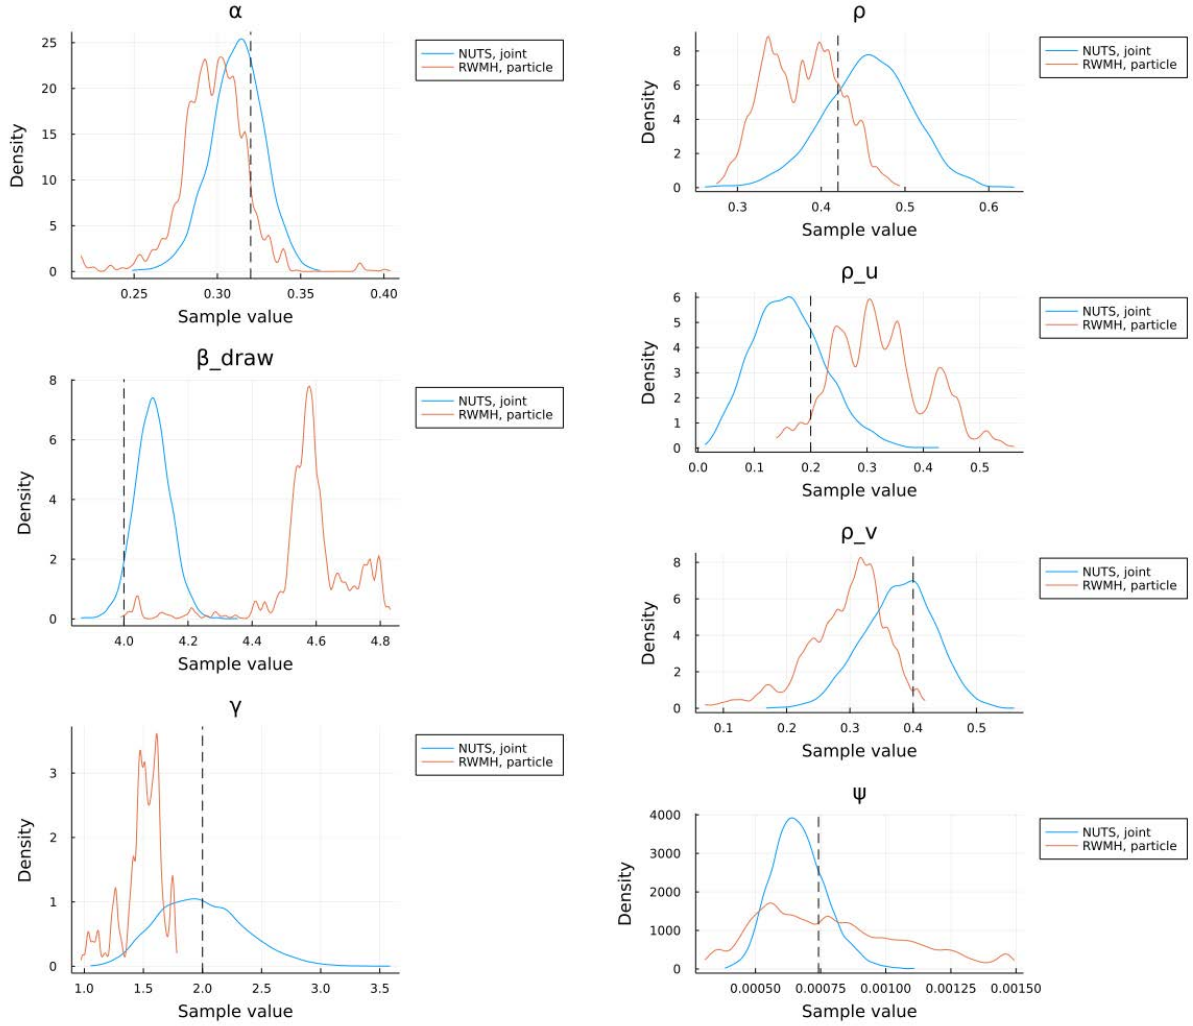 α
NUTS, joint
RWMH, particle
Density
25
20
15
10
5
0
0.25 0.30 0.35 0.40
Sample value
β_draw
NUTS, joint
RWMH, particle
Density
8
6
4
2
0
4.0 4.2 4.4 4.6 4.8
Sample value
γ
NUTS, joint
RWMH, particle
Density
3
2
1
0
1.0 1.5 2.0 2.5 3.0 3.5
Sample value
ρ
NUTS, joint
RWMH, particle
Density
8
6
4
2
0
0.3 0.4 0.5 0.6
Sample value
ρ_u
NUTS, joint
RWMH, particle
Density
6
5
4
3
2
1
0
0.0 0.1 0.2 0.3 0.4 0.5
Sample value
ρ_v
NUTS, joint
RWMH, particle
Density
8
6
4
2
0
0.1 0.2 0.3 0.4 0.5
Sample value
ψ
NUTS, joint
RWMH, particle
Density
4000
3000
2000
1000
0
0.00050 0.00075 0.00100 0.00125 0.00150
Sample value